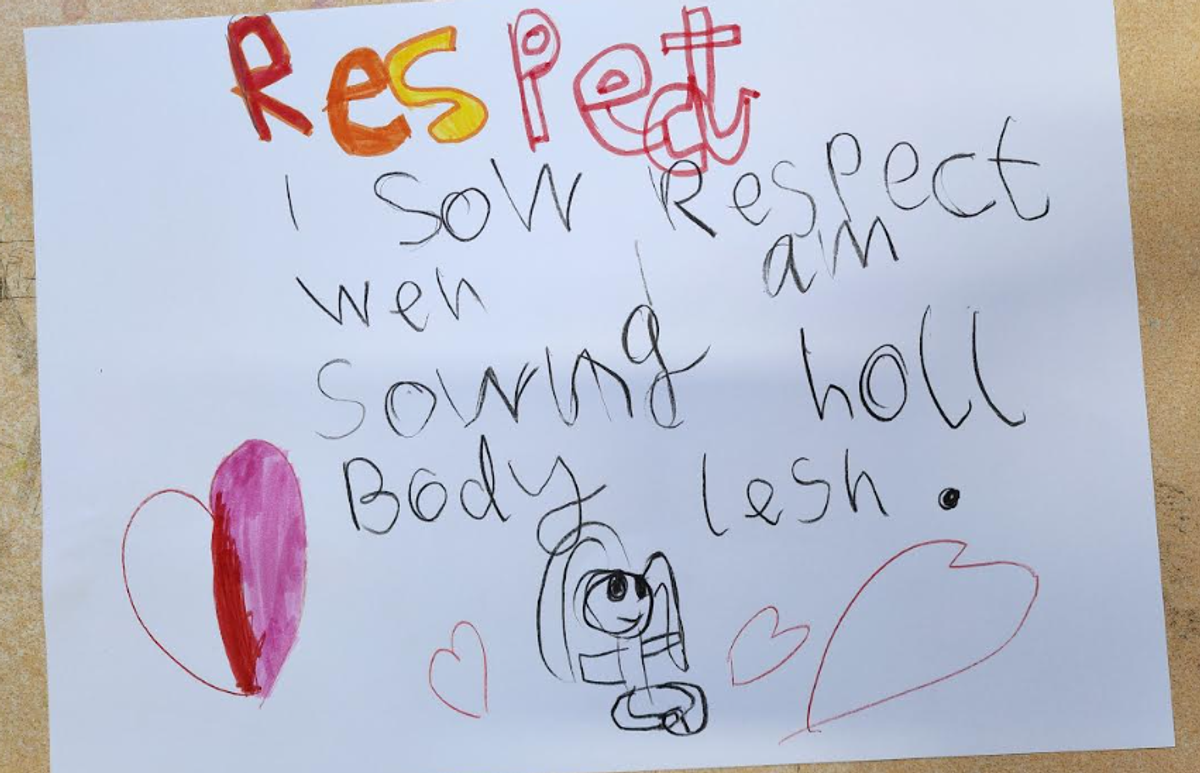 Respect
I Sow Respect
wen I am
Sowing holl
Body lesh.